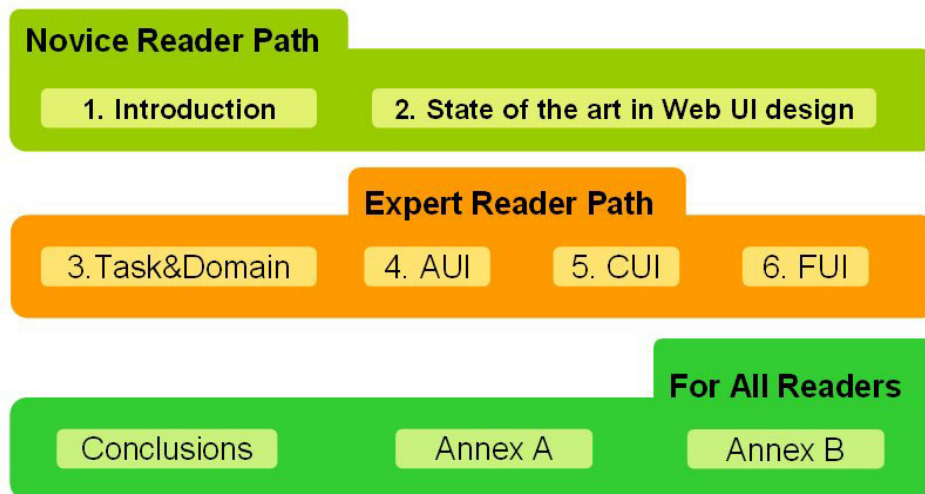 Novice Reader Path
1. Introduction
2. State of the art in Web UI design
Expert Reader Path
3.Task&Domain
4. AUI
5. CUI
6. FUI
For All Readers
Conclusions
Annex A
Annex B